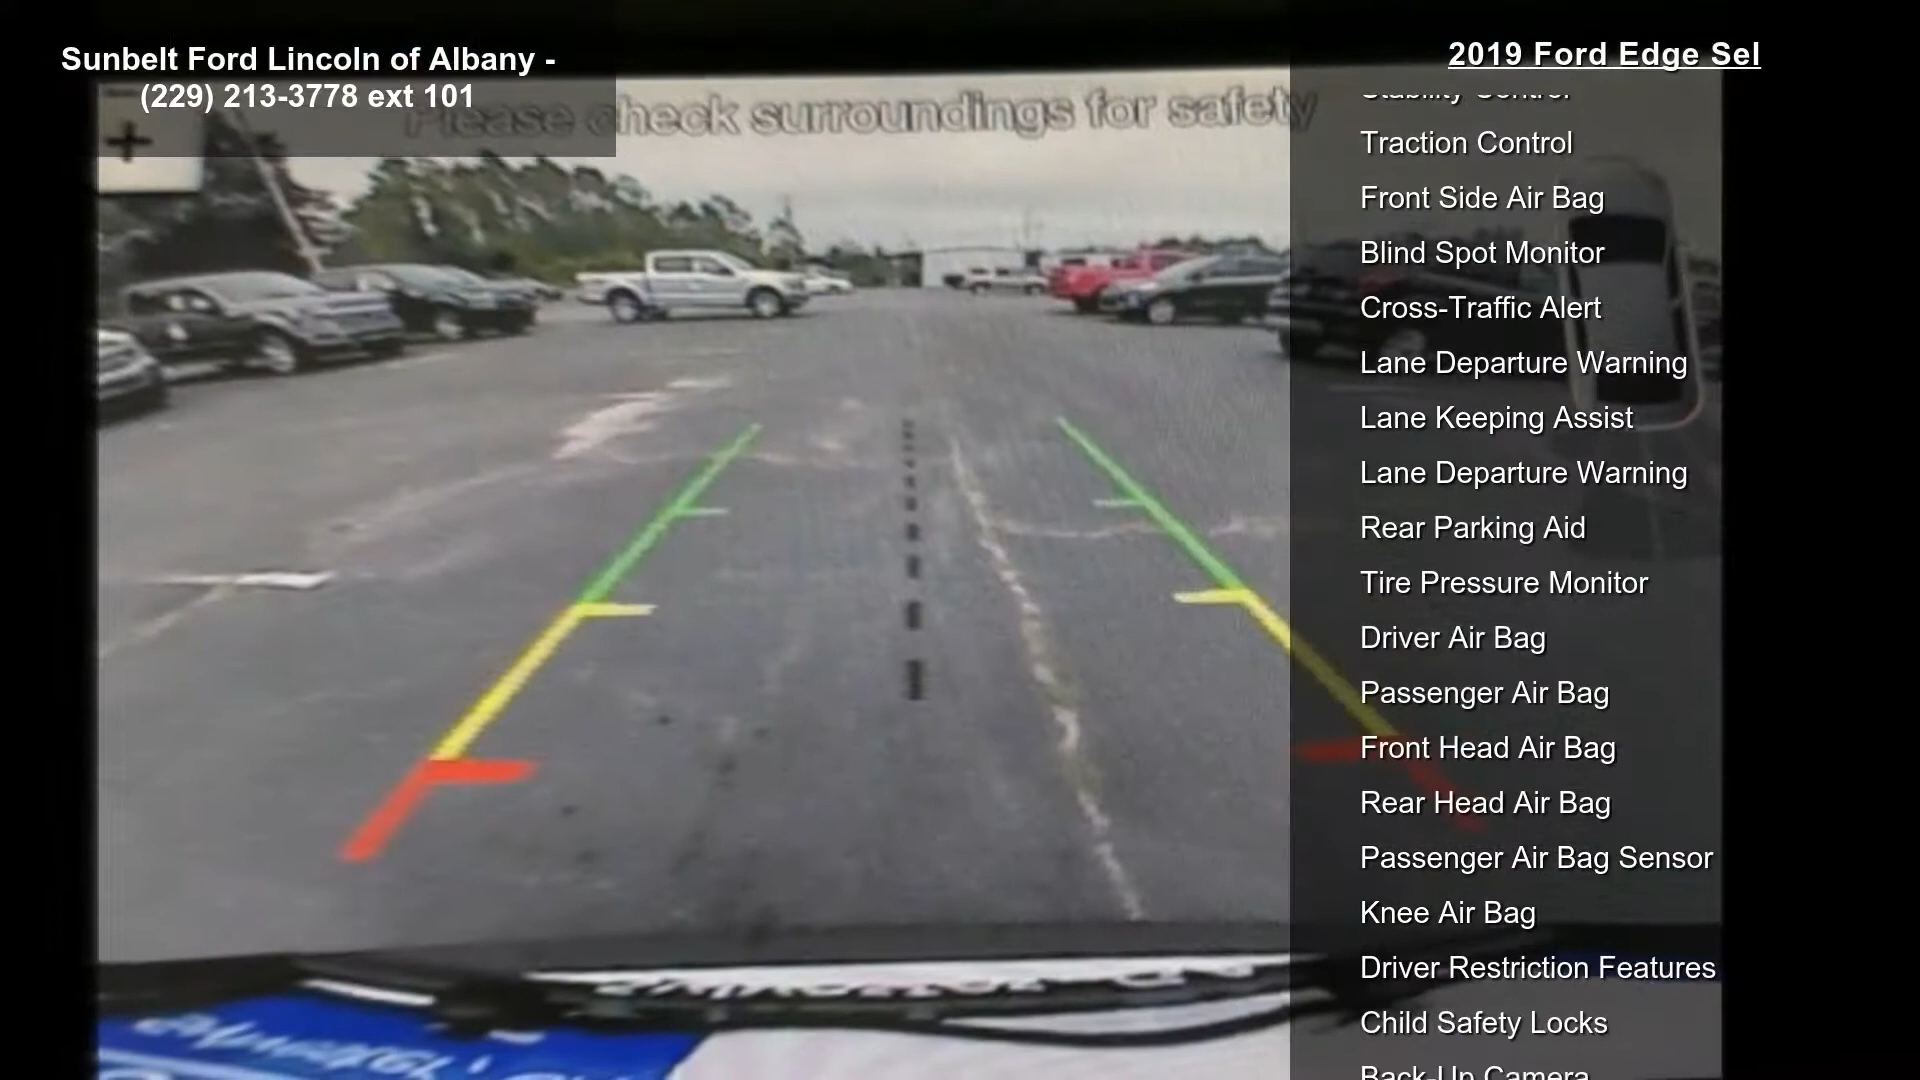 Sunbelt Ford Lincoln of Albany -
(229) 213-3778 ext 101
Please check surroundings for safety
2019 Ford Edge Sel
Stability Control
Traction Control
Front Side Air Bag
Blind Spot Monitor
Cross-Traffic Alert
Lane Departure Warning
Lane Keeping Assist
Lane Departure Warning
Rear Parking Aid
Tire Pressure Monitor
Driver Air Bag
Passenger Air Bag
Front Head Air Bag
Rear Head Air Bag
Passenger Air Bag Sensor
Knee Air Bag
Driver Restriction Features
Child Safety Locks
Back-Up Camera